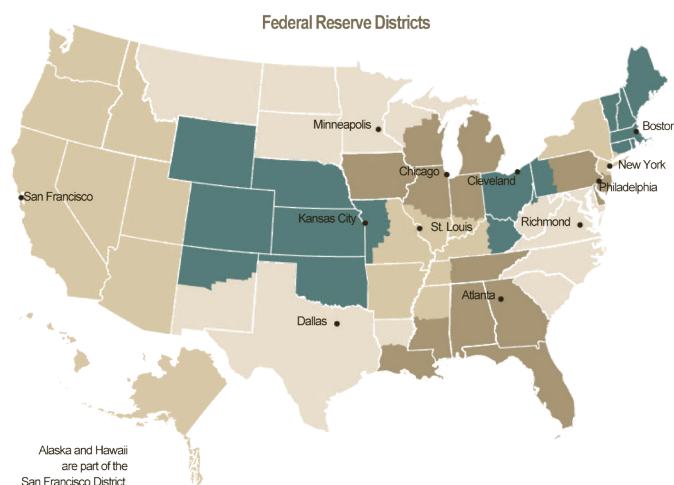 Federal Reserve Districts
Minneapolis
Bostor
Chicago
Cleveland
New York
Philadelphia
San Francisco
Kansas City
St. Louis
Richmond
Atlanta
Dallas
Alaska and Hawaii
are part of the
San Francisco District.